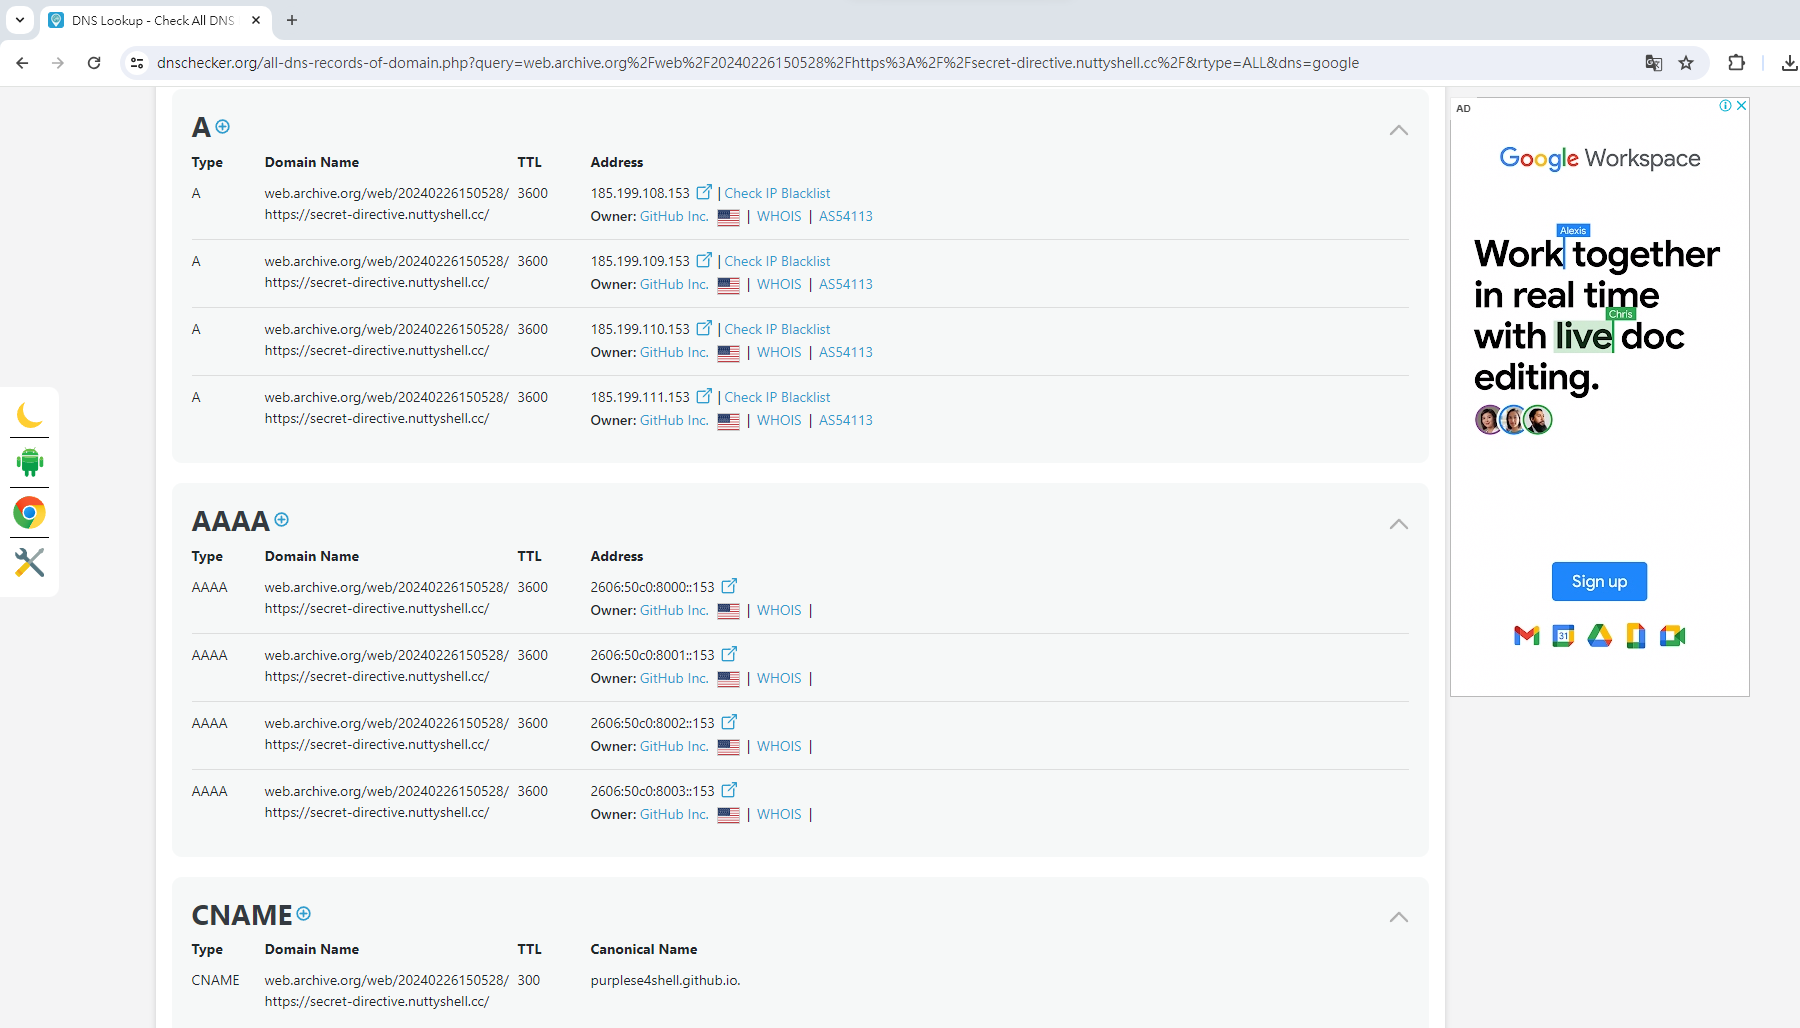 DNS Lookup - Check All DNS
dnschecker.org/all-dns-records-of-domain.php?query=web.archive.org%2Fweb%2F20240226150528%2Fhttps%3A%2F%2Fsecret-directive.nuttyshell.cc%2F&rtype=ALL&dns=google
A
Type Domain Name TTL Address
A web.archive.org/web/20240226150528/ 3600 185.199.108.153 | Check IP Blacklist
https://secret-directive.nuttyshell.cc/ Owner: GitHub Inc. | WHOIS | AS54113
A web.archive.org/web/20240226150528/ 3600 185.199.109.153 | Check IP Blacklist
https://secret-directive.nuttyshell.cc/ Owner: GitHub Inc. | WHOIS | AS54113
A web.archive.org/web/20240226150528/ 3600 185.199.110.153 | Check IP Blacklist
https://secret-directive.nuttyshell.cc/ Owner: GitHub Inc. | WHOIS | AS54113
A web.archive.org/web/20240226150528/ 3600 185.199.111.153 | Check IP Blacklist
https://secret-directive.nuttyshell.cc/ Owner: GitHub Inc. | WHOIS | AS54113
AAAA
Type Domain Name TTL Address
AAAA web.archive.org/web/20240226150528/ 3600 2606:50c0:8000::153
https://secret-directive.nuttyshell.cc/ Owner: GitHub Inc. | WHOIS |
AAAA web.archive.org/web/20240226150528/ 3600 2606:50c0:8001::153
https://secret-directive.nuttyshell.cc/ Owner: GitHub Inc. | WHOIS |
AAAA web.archive.org/web/20240226150528/ 3600 2606:50c0:8002::153
https://secret-directive.nuttyshell.cc/ Owner: GitHub Inc. | WHOIS |
AAAA web.archive.org/web/20240226150528/ 3600 2606:50c0:8003::153
https://secret-directive.nuttyshell.cc/ Owner: GitHub Inc. | WHOIS |
CNAME
Type Domain Name TTL Canonical Name
CNAME web.archive.org/web/20240226150528/ 300 purplese4shell.github.io.
https://secret-directive.nuttyshell.cc/
AD
Google Workspace
Alexis
Work together
in real time
Chris
with live doc
editing.
Sign up
31